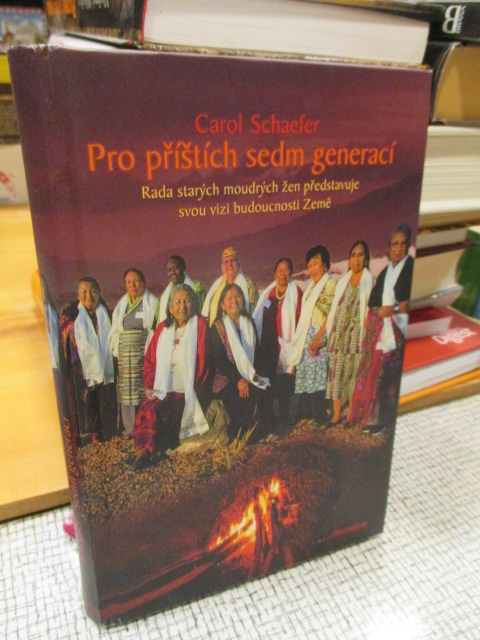 Carol Schaefer
Pro příštích sedm generací
Rada starých moudrých žen představuje
svou vizi budoucnosti Země